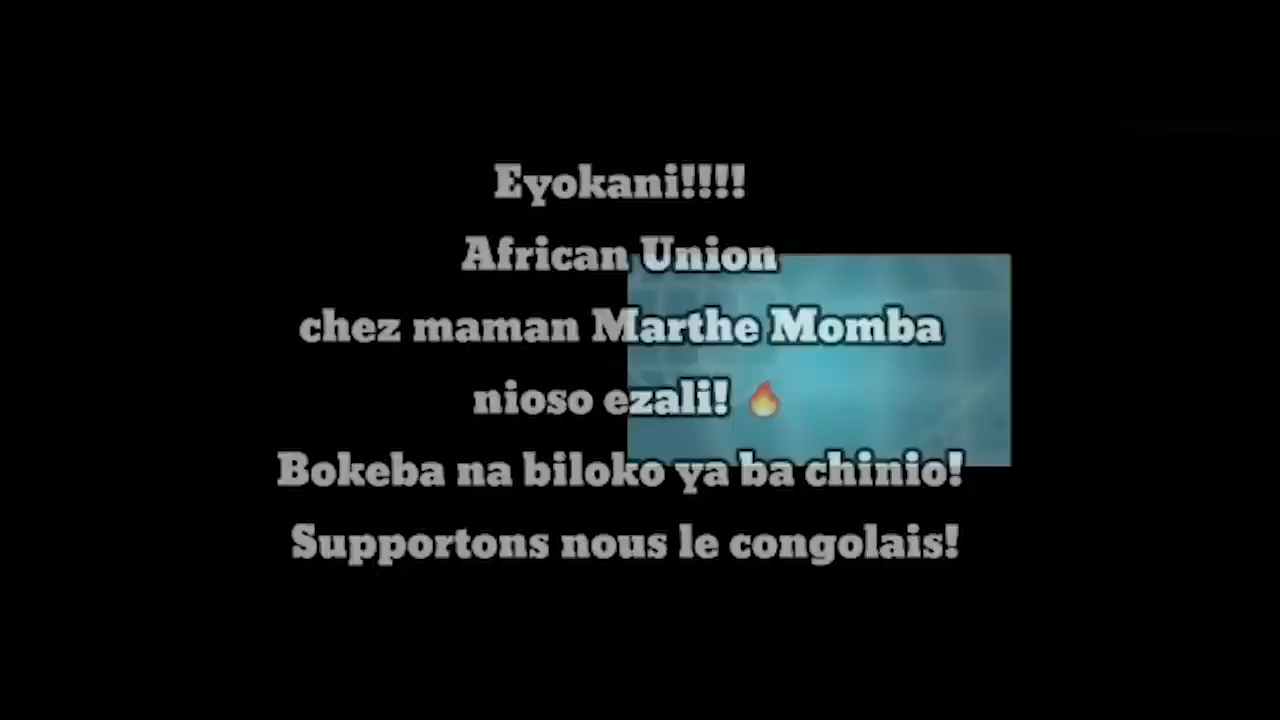 Eyokani!!!!
African Union
chez maman Marthe Momba
nioso ezali! 🔥
Bokeba na biloko ya ba chinio!
Supportons nous le congolais!